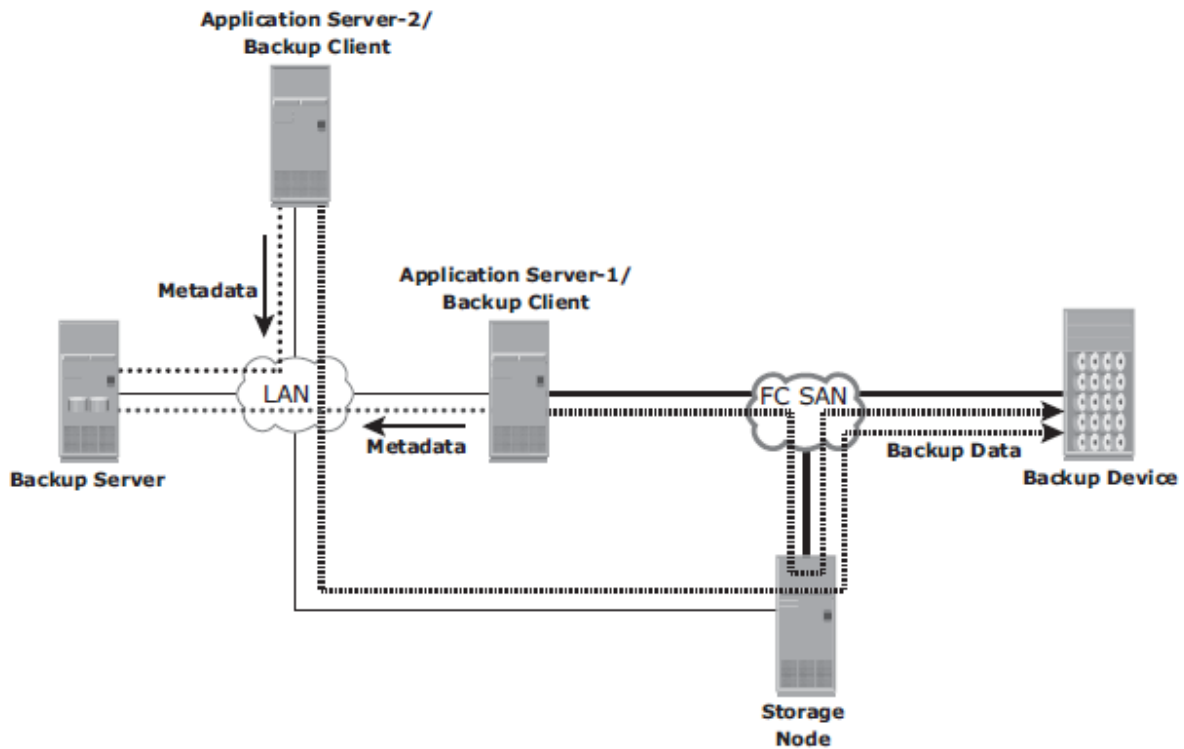 Application Server-2/
Backup Client
Metadata
Application Server-1/
Backup Client
LAN
FC SAN
Metadata
Backup Data
Backup Server
Backup Device
Storage
Node